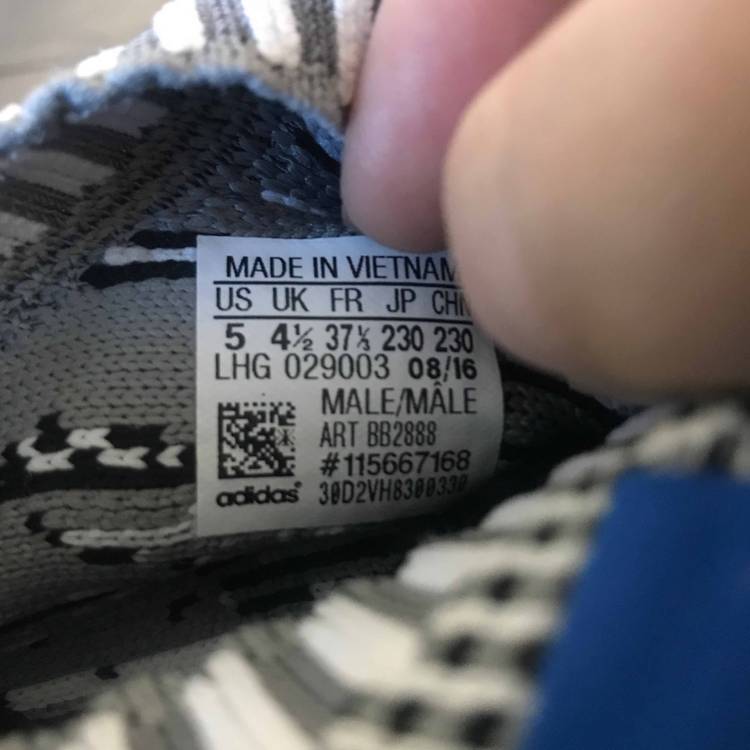 MADE IN VIETNAM
US UK FR JP CHN
5 4½ 37⅓ 230 230
LHG 029003 08/16
MALE/MÂLE
ART BB2888
#115667168
adidas® 30D2VH8300330